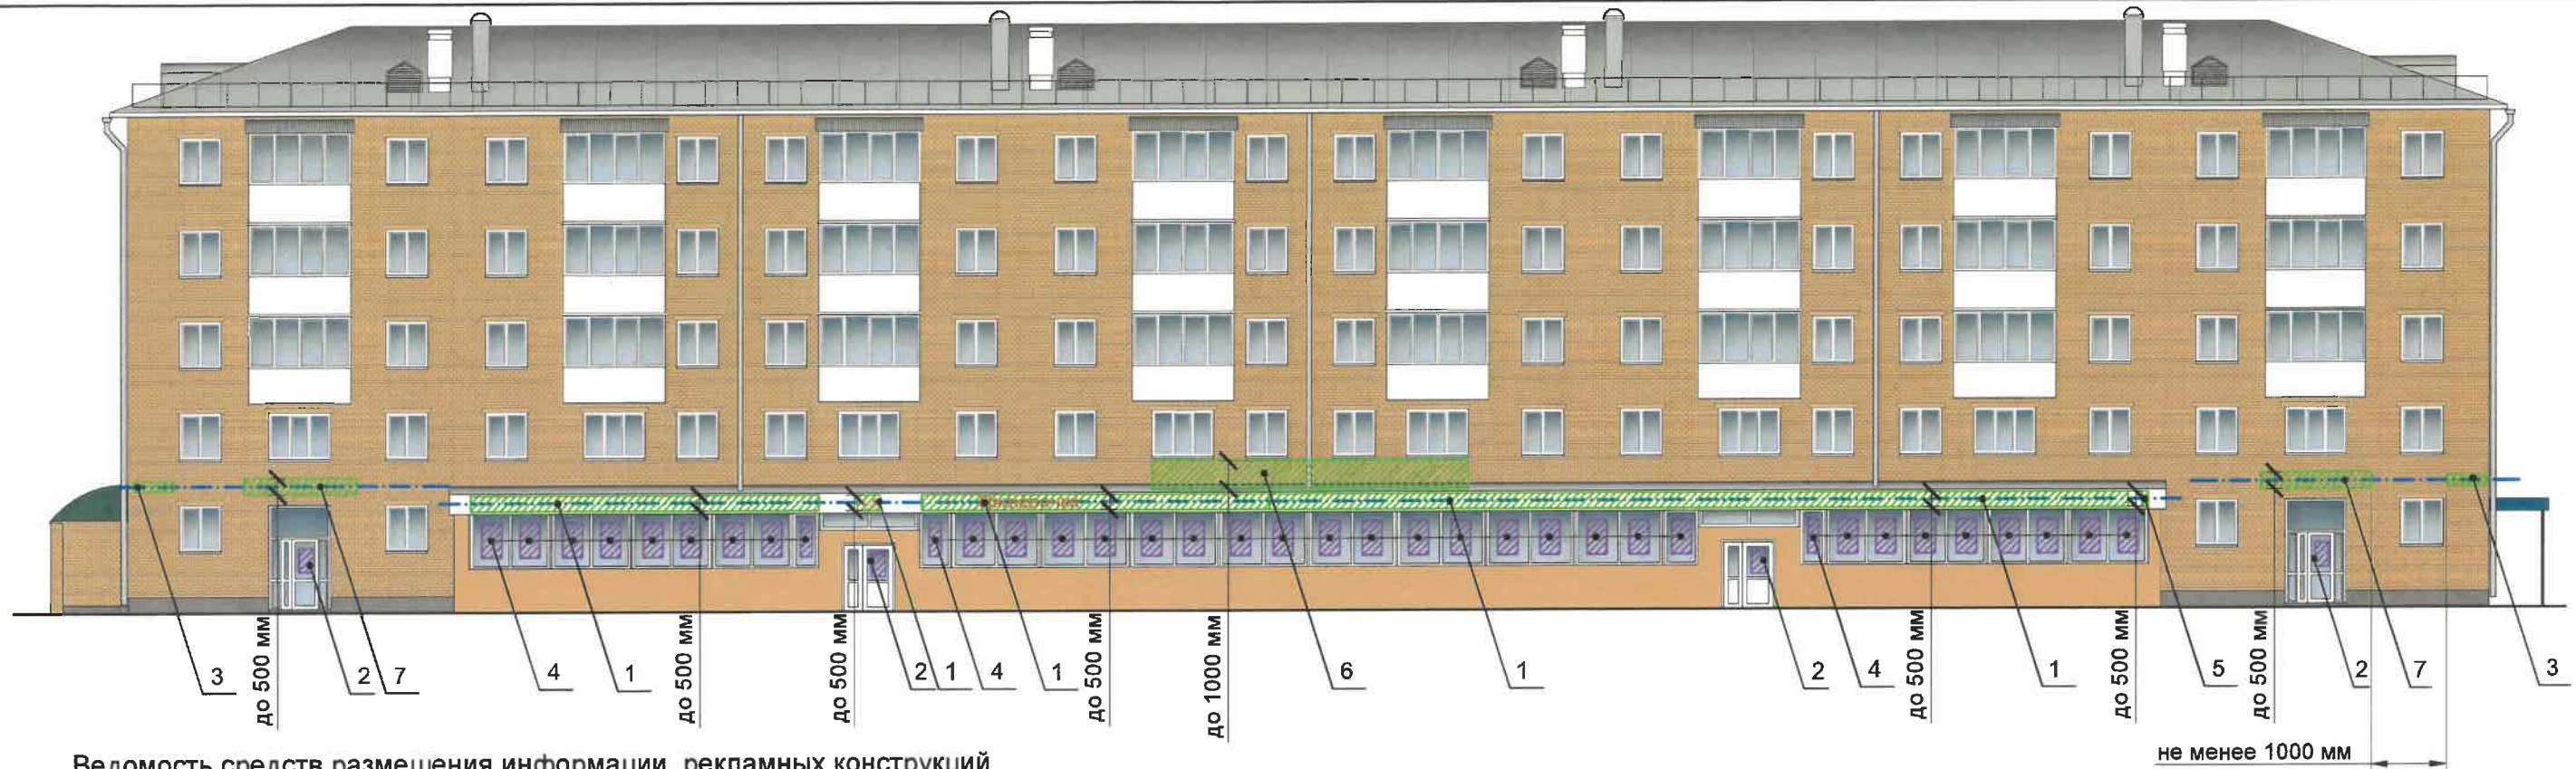 3
до 500 мм
2
7
4
1
до 500 мм
до 500 мм
2
1
4
1
до 500 мм
до 1000 мм
6
1
2
4
до 500 мм
1
до 500 мм
5
до 500 мм
2
7
3
не менее 1000 мм
Ведомость средств размещения информации, рекламных конструкций